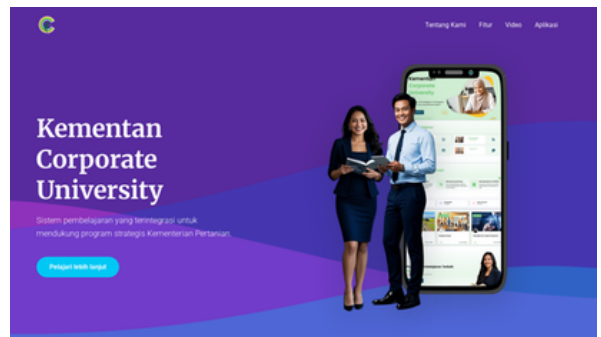 Tentang Kami Fitur Video Aplikasi
Kementan
Corporate
University
Sistem pembelajaran yang terintegrasi untuk
mendukung program strategis Kementerian Pertanian
Pelajari lebih lanjut
Kementan
Corporate
University